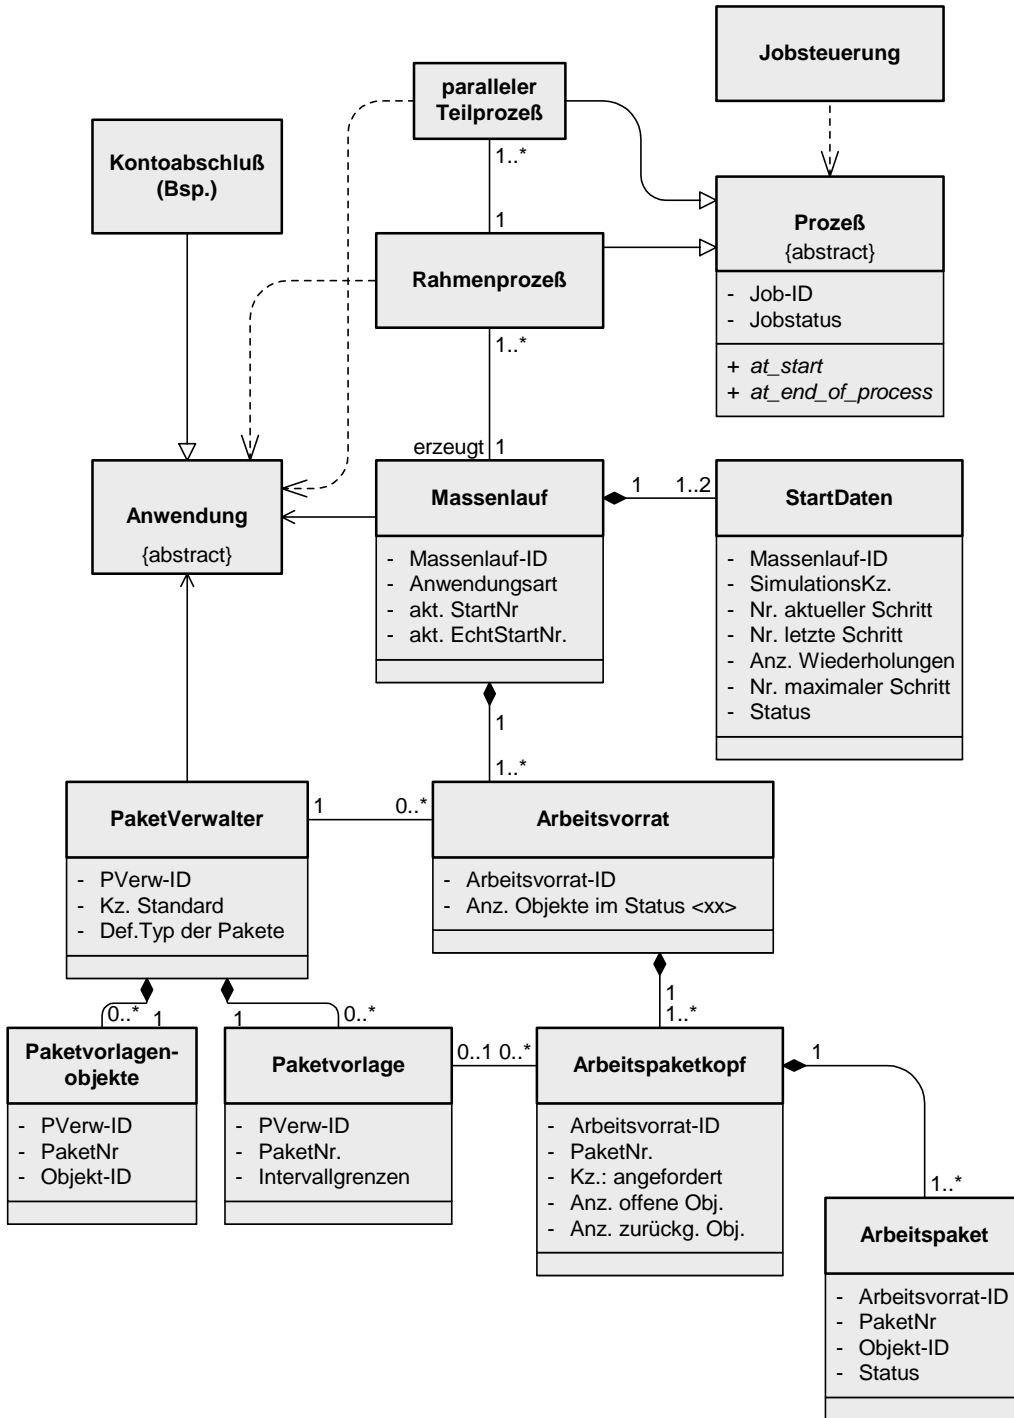 Jobsteuerung
paralleler
Teilprozeß
Kontoabschluß
(Bsp.)
1..*
1
Prozeß
{abstract}
- Job-ID
- Jobstatus
+ at_start
+ at_end_of_process
Rahmenprozeß
1..*
erzeugt 1
Anwendung
{abstract}
Massenlauf
- Massenlauf-ID
- Anwendungsart
- akt. StartNr
- akt. EchtStartNr.
1 1..2
StartDaten
- Massenlauf-ID
- SimulationsKz.
- Nr. aktueller Schritt
- Nr. letzte Schritt
- Anz. Wiederholungen
- Nr. maximaler Schritt
- Status
1
1..*
PaketVerwalter
- PVerw-ID
- Kz. Standard
- Def.Typ der Pakete
1 0..*
Arbeitsvorrat
- Arbeitsvorrat-ID
- Anz. Objekte im Status <xx>
0..* 1
1 0..*
1
1..*
Paketvorlagen-
objekte
- PVerw-ID
- PaketNr
- Objekt-ID
Paketvorlage
- PVerw-ID
- PaketNr.
- Intervallgrenzen
0..1 0..*
Arbeitspaketkopf
- Arbeitsvorrat-ID
- PaketNr.
- Kz.: angefordert
- Anz. offene Obj.
- Anz. zurückg. Obj.
1
1..*
Arbeitspaket
- Arbeitsvorrat-ID
- PaketNr
- Objekt-ID
- Status